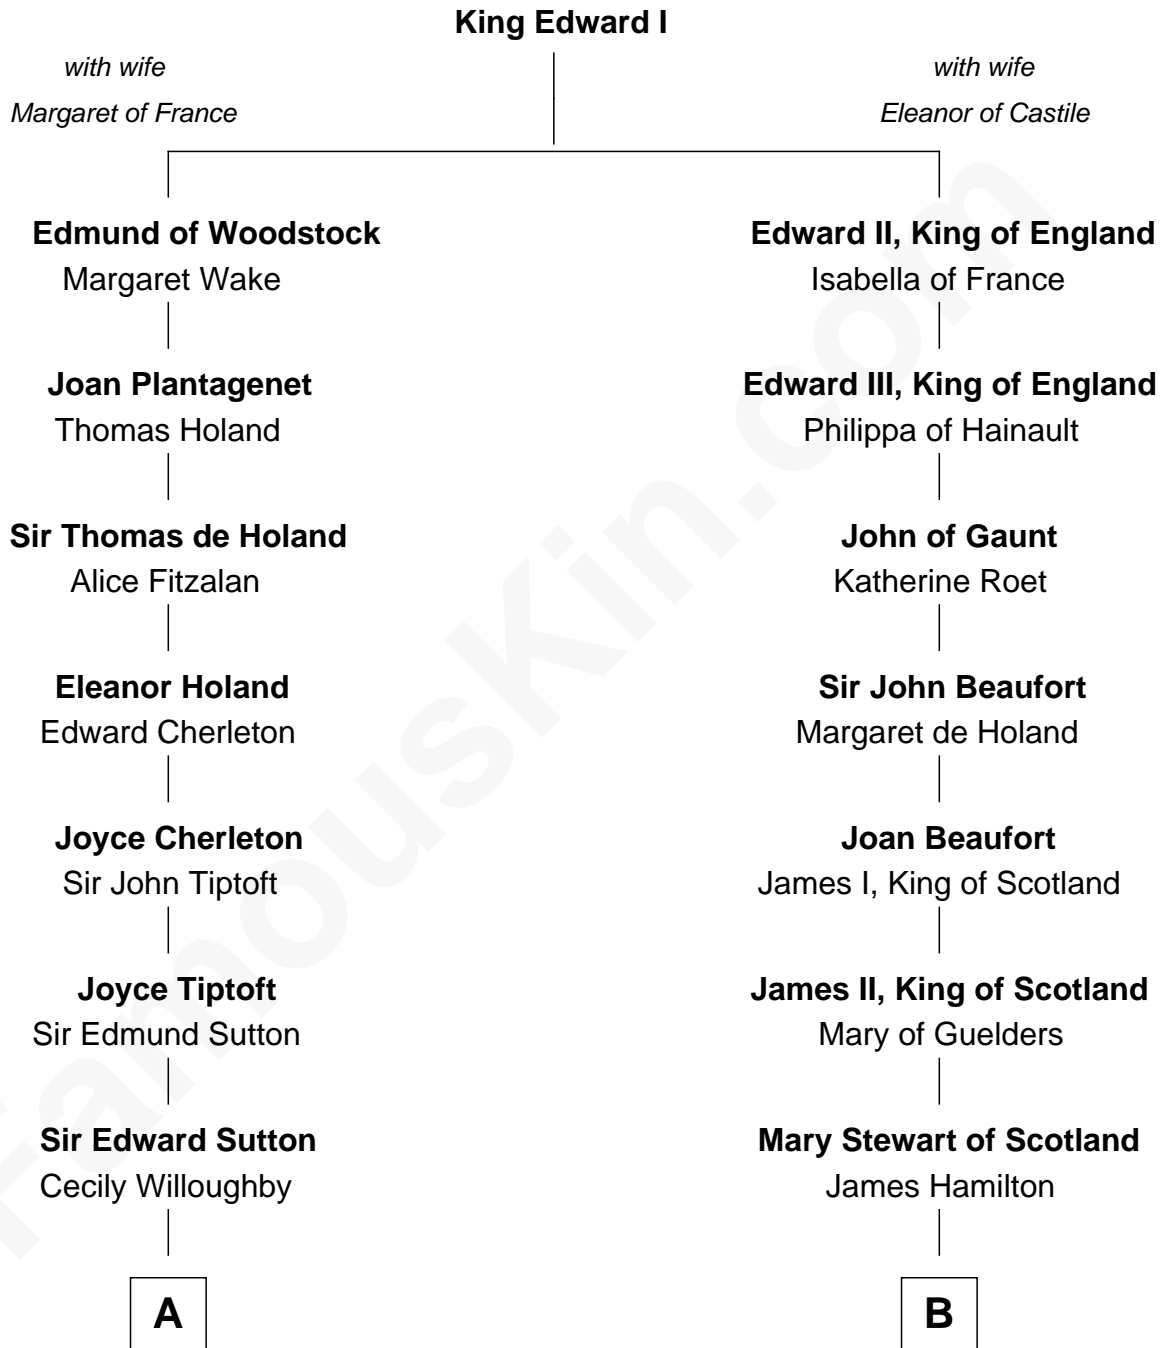 King Edward I
with wife
Margaret of France
with wife
Eleanor of Castile
Edmund of Woodstock
Margaret Wake
Edward II, King of England
Isabella of France
Joan Plantagenet
Thomas Holand
Edward III, King of England
Philippa of Hainault
Sir Thomas de Holand
Alice Fitzalan
John of Gaunt
Katherine Roet
Eleanor Holand
Edward Cherleton
Sir John Beaufort
Margaret de Holand
Joyce Cherleton
Sir John Tiptoft
Joan Beaufort
James I, King of Scotland
Joyce Tiptoft
Sir Edmund Sutton
James II, King of Scotland
Mary of Guelders
Sir Edward Sutton
Cecily Willoughby
Mary Stewart of Scotland
James Hamilton
A
B
FamousKin.com